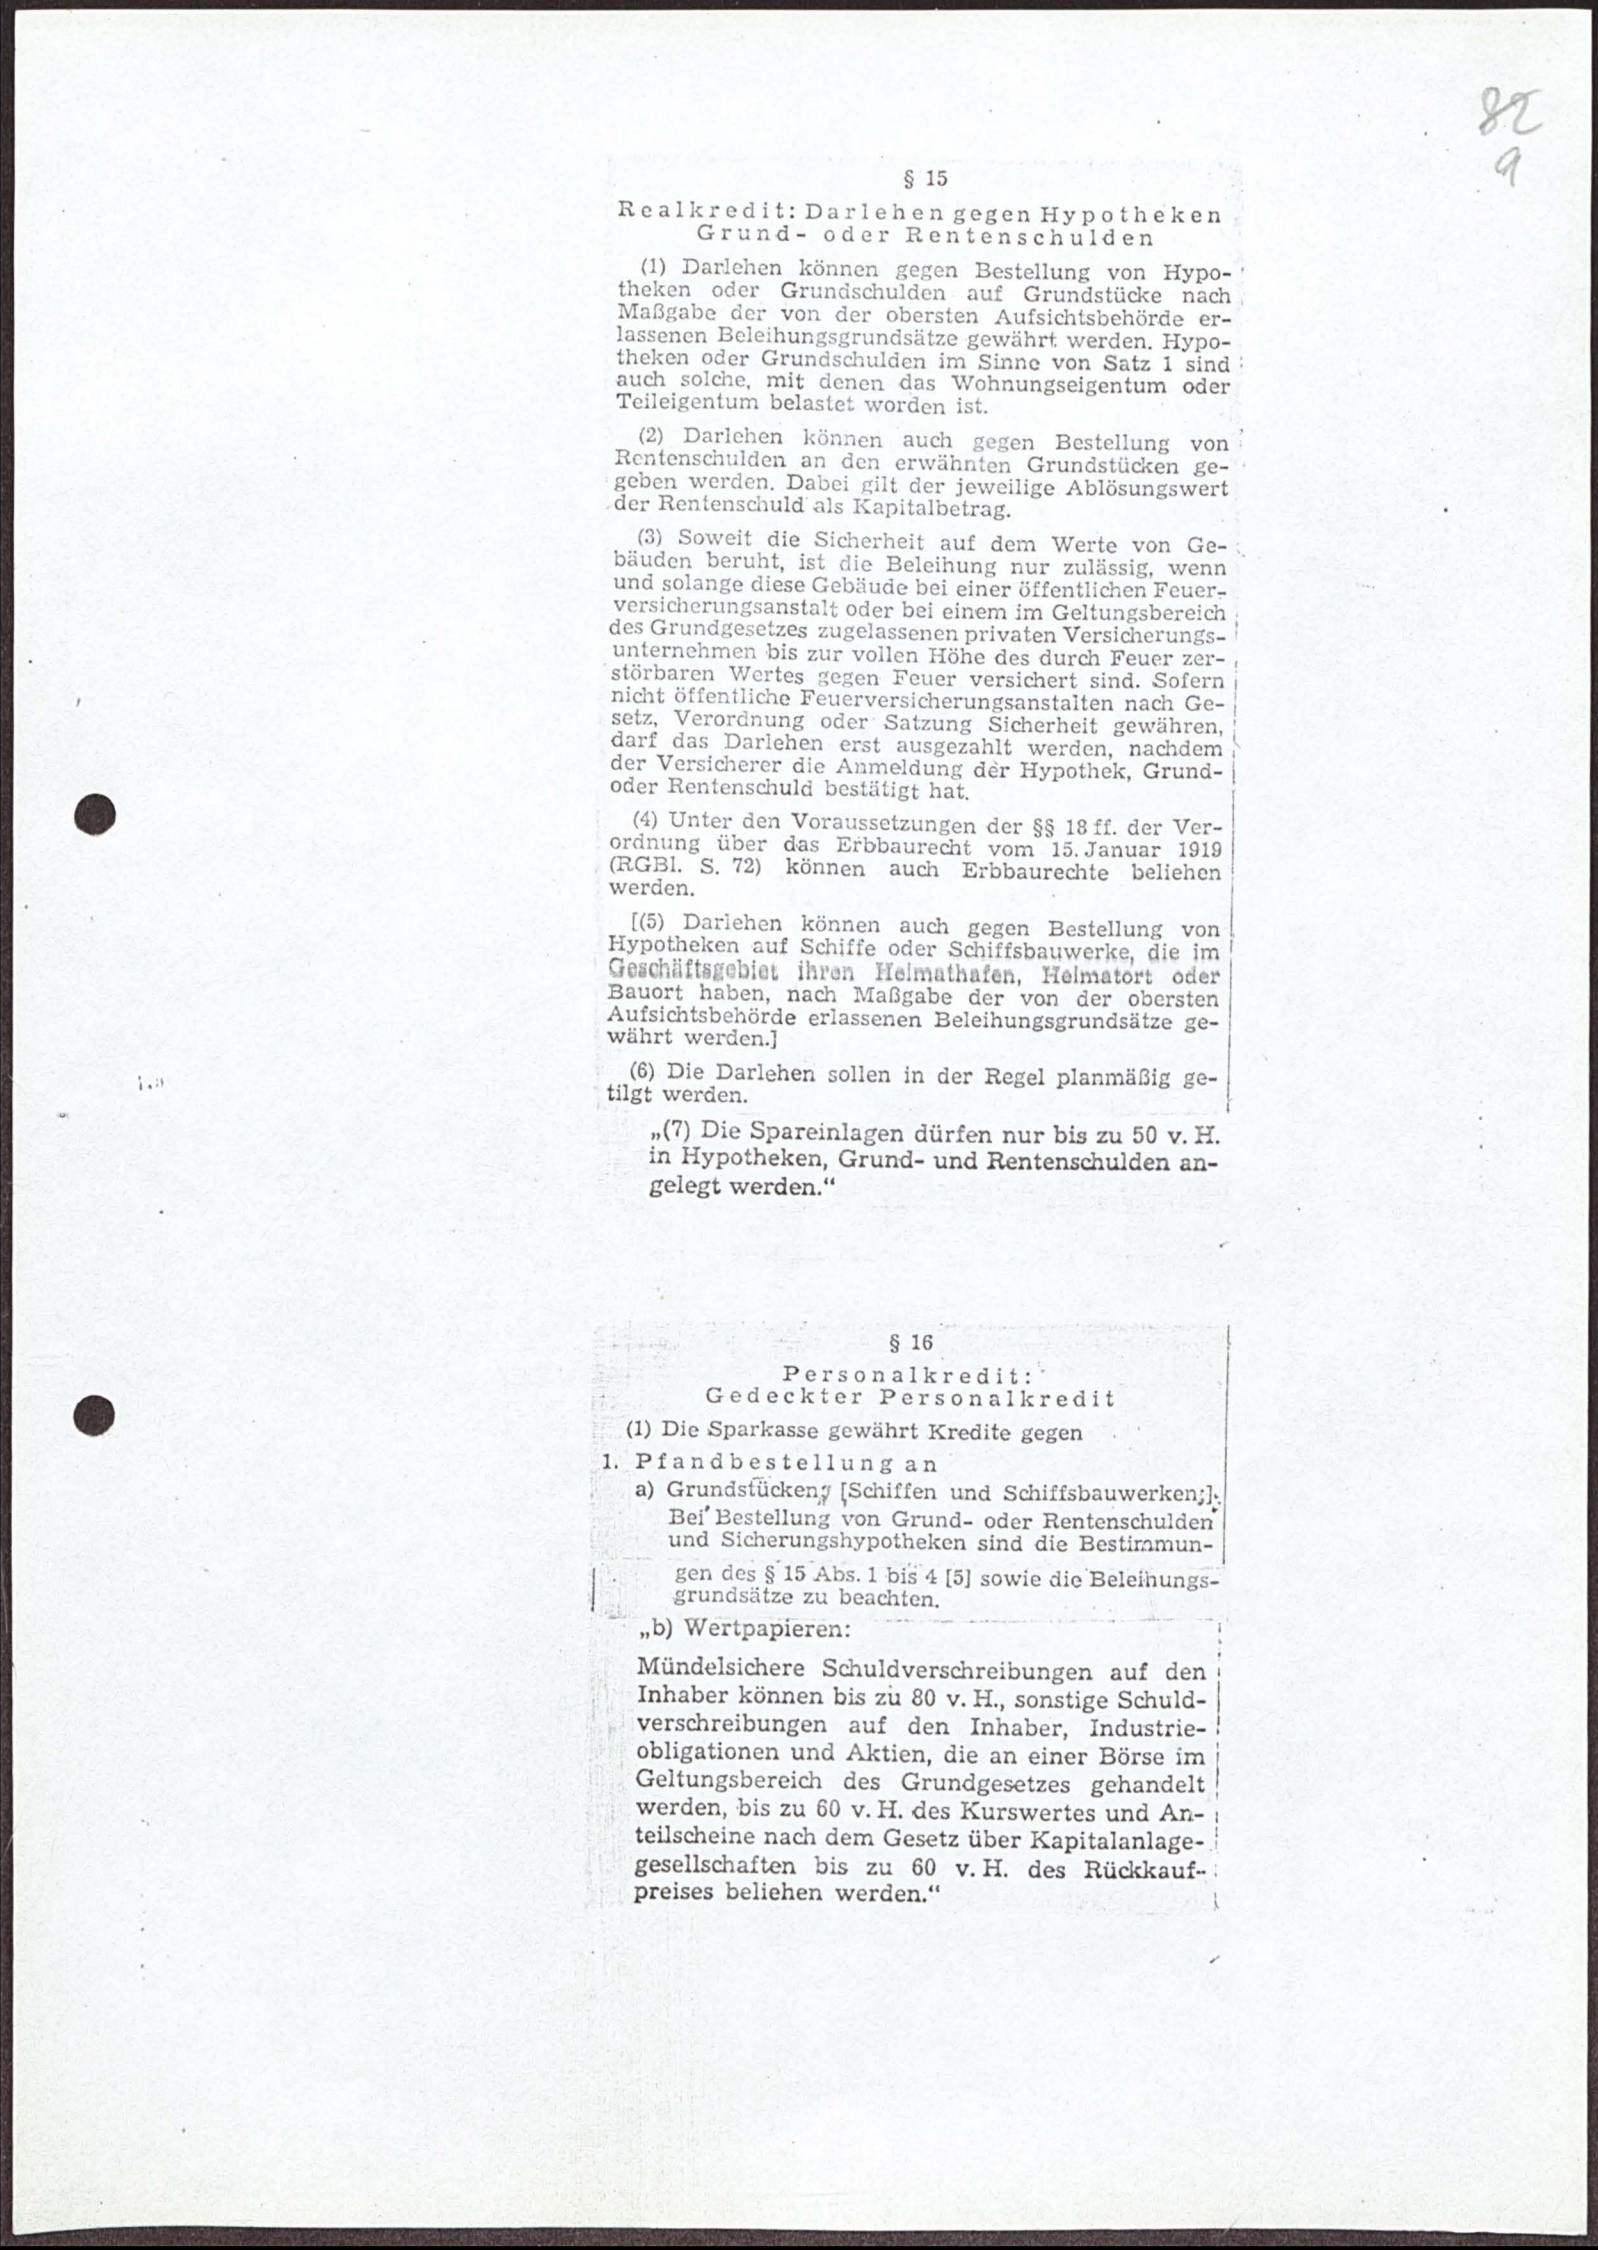 82
9
§ 15
Realkredit: Darlehen gegen Hypotheken
Grund- oder Rentenschulden
(1) Darlehen können gegen Bestellung von Hypo-
theken oder Grundschulden auf Grundstücke nach
Maßgabe der von der obersten Aufsichtsbehörde er-
lassenen Beleihungsgrundsätze gewährt werden. Hypo-
theken oder Grundschulden im Sinne von Satz 1 sind
auch solche, mit denen das Wohnungseigentum oder
Teileigentum belastet worden ist.
(2) Darlehen können auch gegen Bestellung von
Rentenschulden an den erwähnten Grundstücken ge-
geben werden. Dabei gilt der jeweilige Ablösungswert
der Rentenschuld als Kapitalbetrag.
(3) Soweit die Sicherheit auf dem Werte von Ge-
bäuden beruht, ist die Beleihung nur zulässig, wenn
und solange diese Gebäude bei einer öffentlichen Feuer-
versicherungsanstalt oder bei einem im Geltungsbereich
des Grundgesetzes zugelassenen privaten Versicherungs-
unternehmen bis zur vollen Höhe des durch Feuer zer-
störbaren Wertes gegen Feuer versichert sind. Sofern
nicht öffentliche Feuerversicherungsanstalten nach Ge-
setz, Verordnung oder Satzung Sicherheit gewähren,
darf das Darlehen erst ausgezahlt werden, nachdem
der Versicherer die Anmeldung der Hypothek, Grund-
oder Rentenschuld bestätigt hat.
(4) Unter den Voraussetzungen der §§ 18 ff. der Ver-
ordnung über das Erbbaurecht vom 15. Januar 1919
(RGBl. S. 72) können auch Erbbaurechte beliehen
werden.
[(5) Darlehen können auch gegen Bestellung von
Hypotheken auf Schiffe oder Schiffsbauwerke, die im
Geschäftsgebiet ihren Heimathafen, Heimatort oder
Bauort haben, nach Maßgabe der von der obersten
Aufsichtsbehörde erlassenen Beleihungsgrundsätze ge-
währt werden.]
(6) Die Darlehen sollen in der Regel planmäßig ge-
tilgt werden.
„(7) Die Spareinlagen dürfen nur bis zu 50 v. H.
in Hypotheken, Grund- und Rentenschulden an-
gelegt werden.“
§ 16
Personalkredit:
Gedeckter Personalkredit
(1) Die Sparkasse gewährt Kredite gegen
1. Pfandbestellung an
a) Grundstücken; [Schiffen und Schiffsbauwerken;].
Bei Bestellung von Grund- oder Rentenschulden
und Sicherungshypotheken sind die Bestimmun-
gen des § 15 Abs. 1 bis 4 [5] sowie die Beleihungs-
grundsätze zu beachten.
„b) Wertpapieren:
Mündelsichere Schuldverschreibungen auf den
Inhaber können bis zu 80 v. H., sonstige Schuld-
verschreibungen auf den Inhaber, Industrie-
obligationen und Aktien, die an einer Börse im
Geltungsbereich des Grundgesetzes gehandelt
werden, bis zu 60 v. H. des Kurswertes und An-
teilscheine nach dem Gesetz über Kapitalanlage-
gesellschaften bis zu 60 v. H. des Rückkauf-
preises beliehen werden.“